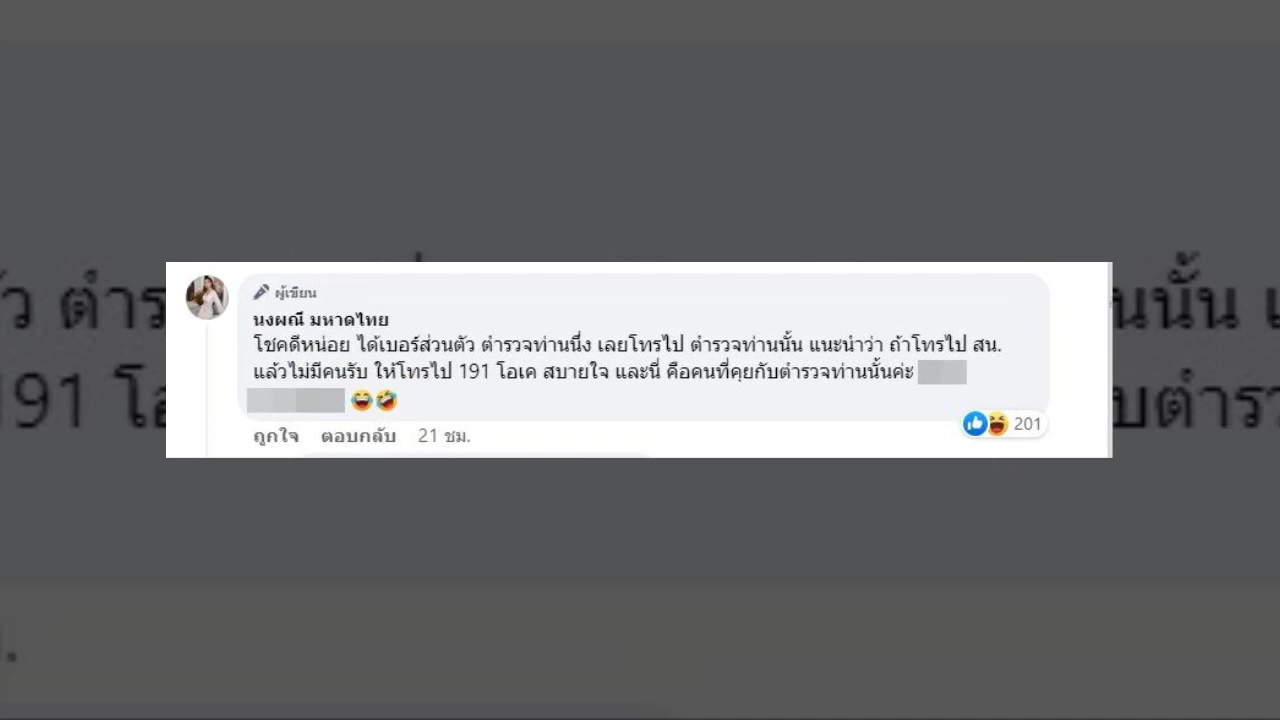 ผู้เขียน
นงผณี มหาดไทย
โชคดีหน่อย ได้เบอร์ส่วนตัว ตำรวจท่านนึ่ง เลยโทรไป ตำรวจท่านนั้น แนะนำว่า ถ้าโทรไป สน.
แล้วไม่มีคนรับ ให้โทรไป 191 โอเค สบายใจ และนี่ คือคนที่คุยกับตำรวจท่านนั้นค่ะ
😂🤣
201
ถูกใจ ตอบกลับ 21 ชม.